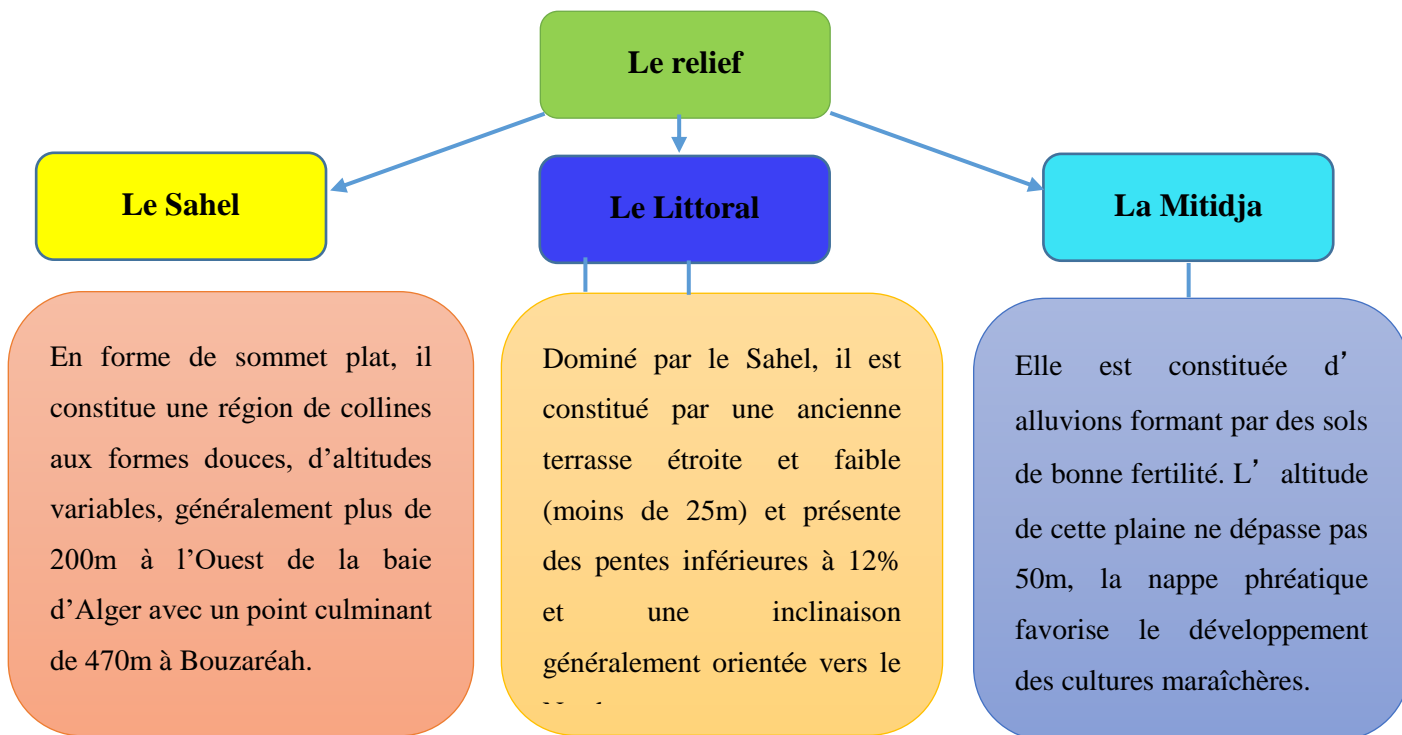 Le relief
Le Sahel
Le Littoral
La Mitidja
En forme de sommet plat, il
constitue une région de collines
aux formes douces, d’altitudes
variables, généralement plus de
200m à l’Ouest de la baie
d’Alger avec un point culminant
de 470m à Bouzaréah.
Dominé par le Sahel, il est
constitué par une ancienne
terrasse étroite et faible
(moins de 25m) et présente
des pentes inférieures à 12%
et une inclinaison
généralement orientée vers le
Elle est constituée d’
alluvions formant par des sols
de bonne fertilité. L’ altitude
de cette plaine ne dépasse pas
50m, la nappe phréatique
favorise le développement
des cultures maraîchères.